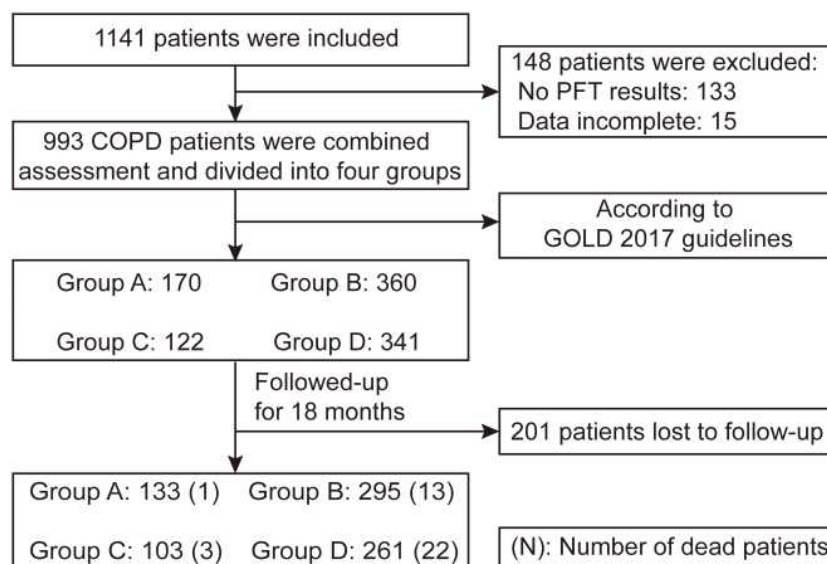 1141 patients were included
148 patients were excluded:
No PFT results: 133
Data incomplete: 15
993 COPD patients were combined
assessment and divided into four groups
According to
GOLD 2017 guidelines
Group A: 170 Group B: 360
Group C: 122 Group D: 341
Followed-up
for 18 months
201 patients lost to follow-up
Group A: 133 (1) Group B: 295 (13)
Group C: 103 (3) Group D: 261 (22)
(N): Number of dead patients